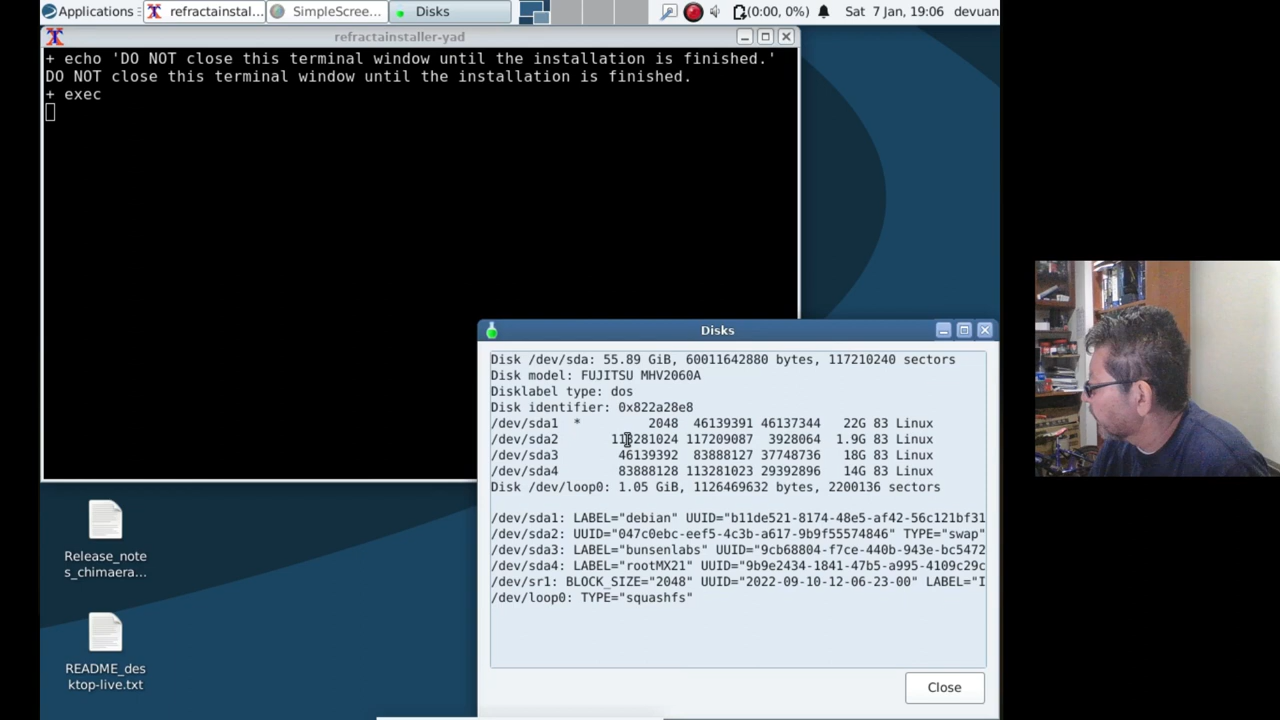 Applications
refractainstal...
SimpleScree...
Disks
(0:00, 0%)
Sat 7 Jan, 19:06
devuan
refractainstaller-yad
+ echo 'DO NOT close this terminal window until the installation is finished.'
DO NOT close this terminal window until the installation is finished.
+ exec
Disks
Disk /dev/sda: 55.89 GiB, 60011642880 bytes, 117210240 sectors
Disk model: FUJITSU MHV2060A
Disklabel type: dos
Disk identifier: 0x822a28e8
/dev/sda1 * 2048 46139391 46137344 22G 83 Linux
/dev/sda2 113281024 117209087 3928064 1.9G 83 Linux
/dev/sda3 46139392 83888127 37748736 18G 83 Linux
/dev/sda4 83888128 113281023 29392896 14G 83 Linux
Disk /dev/loop0: 1.05 GiB, 1126469632 bytes, 2200136 sectors
/dev/sda1: LABEL="debian" UUID="b11de521-8174-48e5-af42-56c121bf31
/dev/sda2: UUID="047c0ebc-eef5-4c3b-a617-9b9f55574846" TYPE="swap"
/dev/sda3: LABEL="bunsenlabs" UUID="9cb68804-f7ce-440b-943e-bc5472
/dev/sda4: LABEL="rootMX21" UUID="9b9e2434-1841-47b5-a995-4109c29c
/dev/sr1: BLOCK_SIZE="2048" UUID="2022-09-10-12-06-23-00" LABEL="I
/dev/loop0: TYPE="squashfs"
Close
Release_note
s_chimaera...
README_des
ktop-live.txt